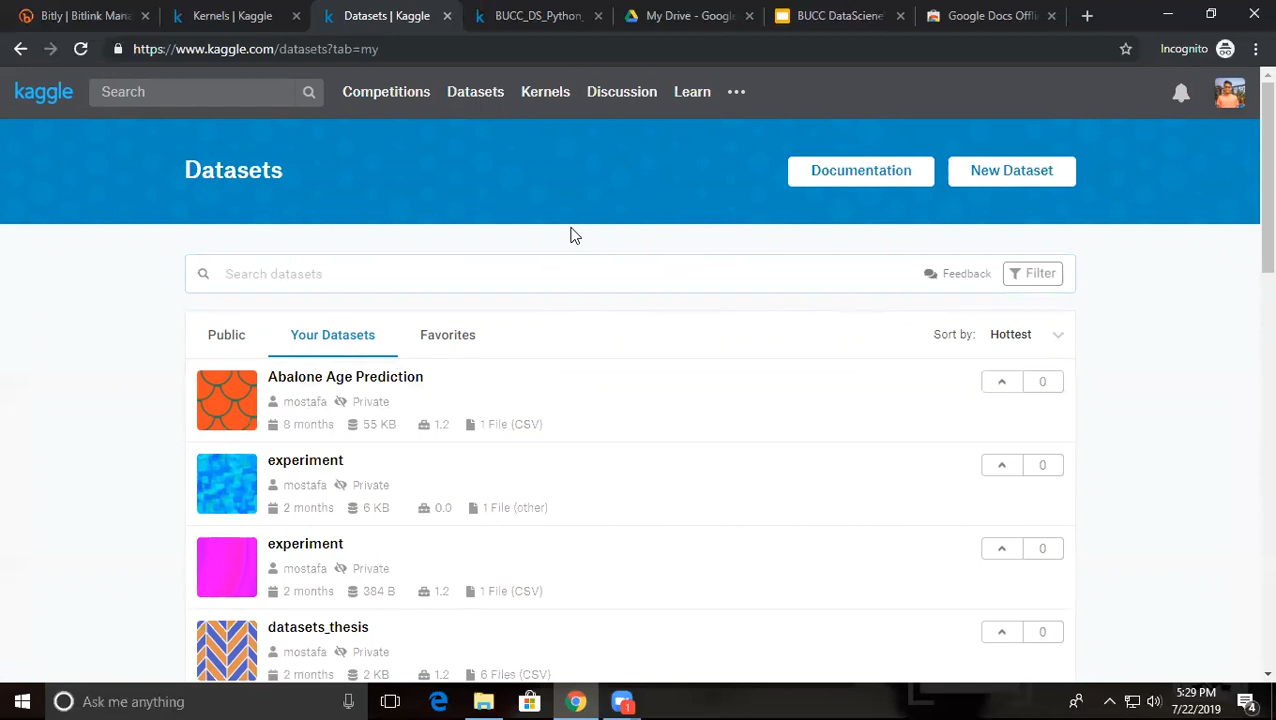 Bitly | Bitlink Mana
Kernels | Kaggle
Datasets | Kaggle
BUCC_DS_Python_
My Drive - Google
BUCC DataScience
Google Docs Offli
https://www.kaggle.com/datasets?tab=my
Incognito
kaggle
Search
Competitions
Datasets
Kernels
Discussion
Learn
Datasets
Documentation
New Dataset
Search datasets
Feedback
Filter
Public
Your Datasets
Favorites
Sort by:
Hottest
Abalone Age Prediction
0
mostafa
Private
8 months
55 KB
1.2
1 File (CSV)
experiment
0
mostafa
Private
2 months
6 KB
0.0
1 File (other)
experiment
0
mostafa
Private
2 months
384 B
1.2
1 File (CSV)
datasets_thesis
0
mostafa
Private
2 months
2 KB
1.2
6 Files (CSV)
Ask me anything
1
5:29 PM
7/22/2019
4